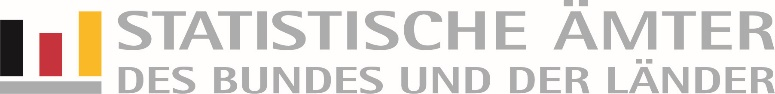 STATISTISCHE ÄMTER
DES BUNDES UND DER LÄNDER